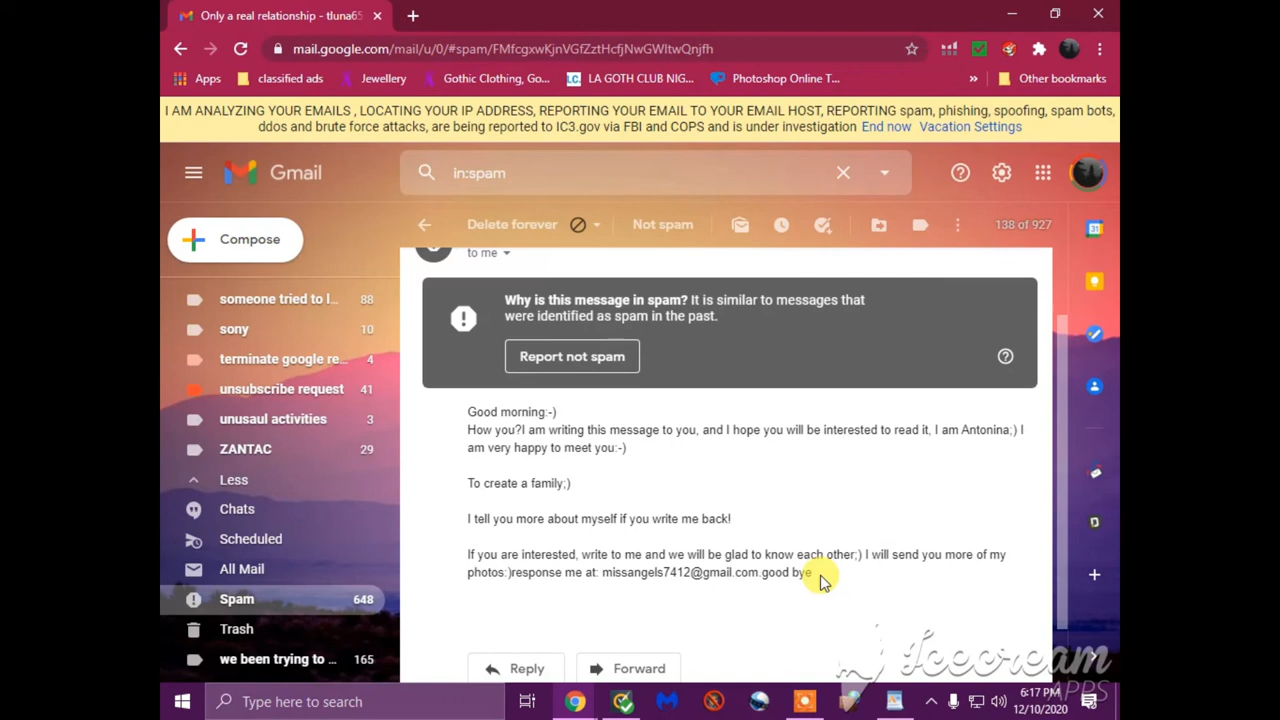 Only a real relationship - tluna65
mail.google.com/mail/u/0/#spam/FMfcgxwKjnVGfZztHcfjNwGWltwQnjfh
Apps classified ads Jewellery Gothic Clothing, Go... LA GOTH CLUB NIG... Photoshop Online T... » Other bookmarks
I AM ANALYZING YOUR EMAILS , LOCATING YOUR IP ADDRESS, REPORTING YOUR EMAIL TO YOUR EMAIL HOST, REPORTING spam, phishing, spoofing, spam bots,
ddos and brute force attacks, are being reported to IC3.gov via FBI and COPS and is under investigation End now Vacation Settings
Gmail in:spam
Compose
Delete forever Not spam 138 of 927
to me
Why is this message in spam? It is similar to messages that
were identified as spam in the past.
Report not spam
Good morning:-)
How you?I am writing this message to you, and I hope you will be interested to read it, I am Antonina;) I
am very happy to meet you:-)
To create a family;)
I tell you more about myself if you write me back!
If you are interested, write to me and we will be glad to know each other;) I will send you more of my
photos:)response me at: missangels7412@gmail.com.good bye
Reply Forward
someone tried to l... 88
sony 10
terminate google re... 4
unsubscribe request 41
unusaul activities 3
ZANTAC 29
Less
Chats
Scheduled
All Mail
Spam 648
Trash
we been trying to ... 165
Icecream
APPS
Type here to search
6:17 PM
12/10/2020